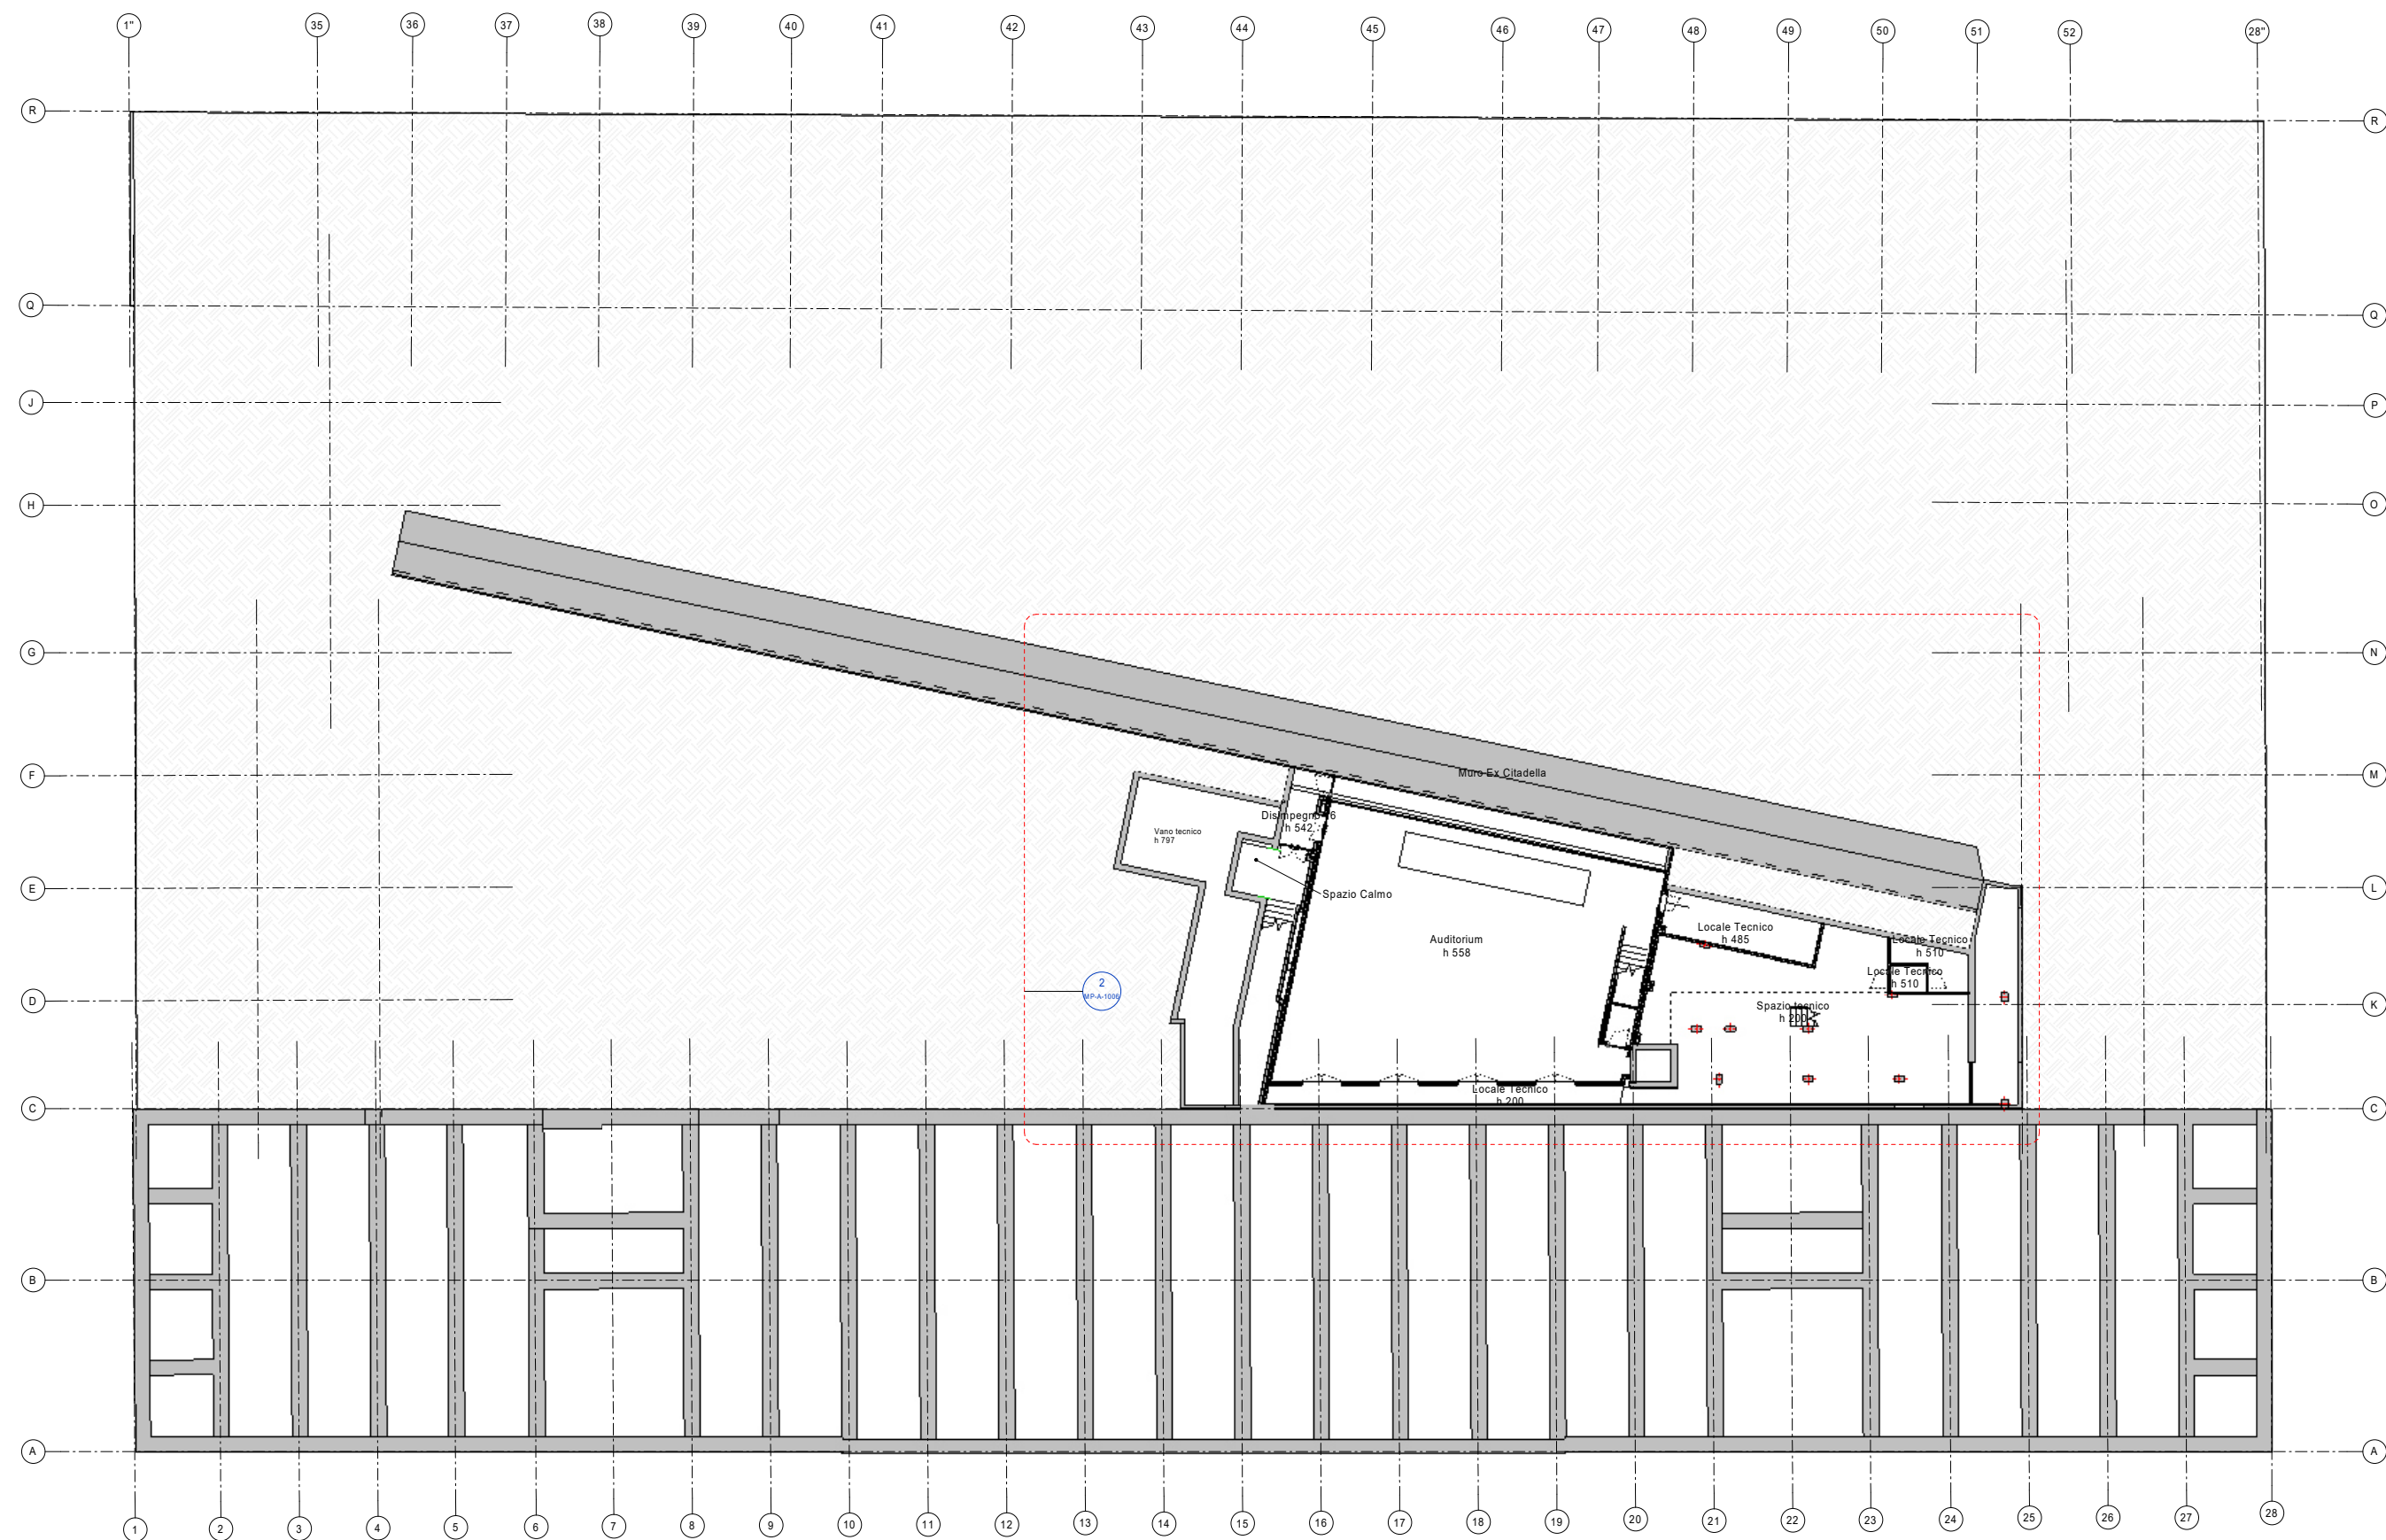 1"
35
36
37
38
39
40
41
42
43
44
45
46
47
48
49
50
51
52
28"
R
R
Q
Q
J
P
H
O
G
N
F
M
Muro Ex Citadella
Disimpegno 16
h 542
Vano tecnico
h 797
E
L
Spazio Calmo
Auditorium
h 558
Locale Tecnico
h 485
Locale Tecnico
h 510
Locale Tecnico
h 510
2
MP-A-1006
D
K
Spazio tecnico
h 200
Locale Tecnico
h 200
C
C
B
B
A
A
1
2
3
4
5
6
7
8
9
10
11
12
13
14
15
16
17
18
19
20
21
22
23
24
25
26
27
28